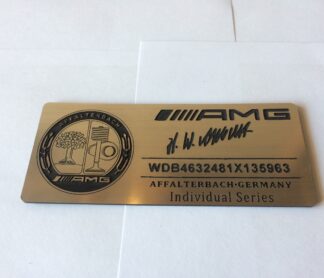 AFFALTERBACH
AMG
AMG
WDB4632481X135963
AFFALTERBACH·GERMANY
Individual Series